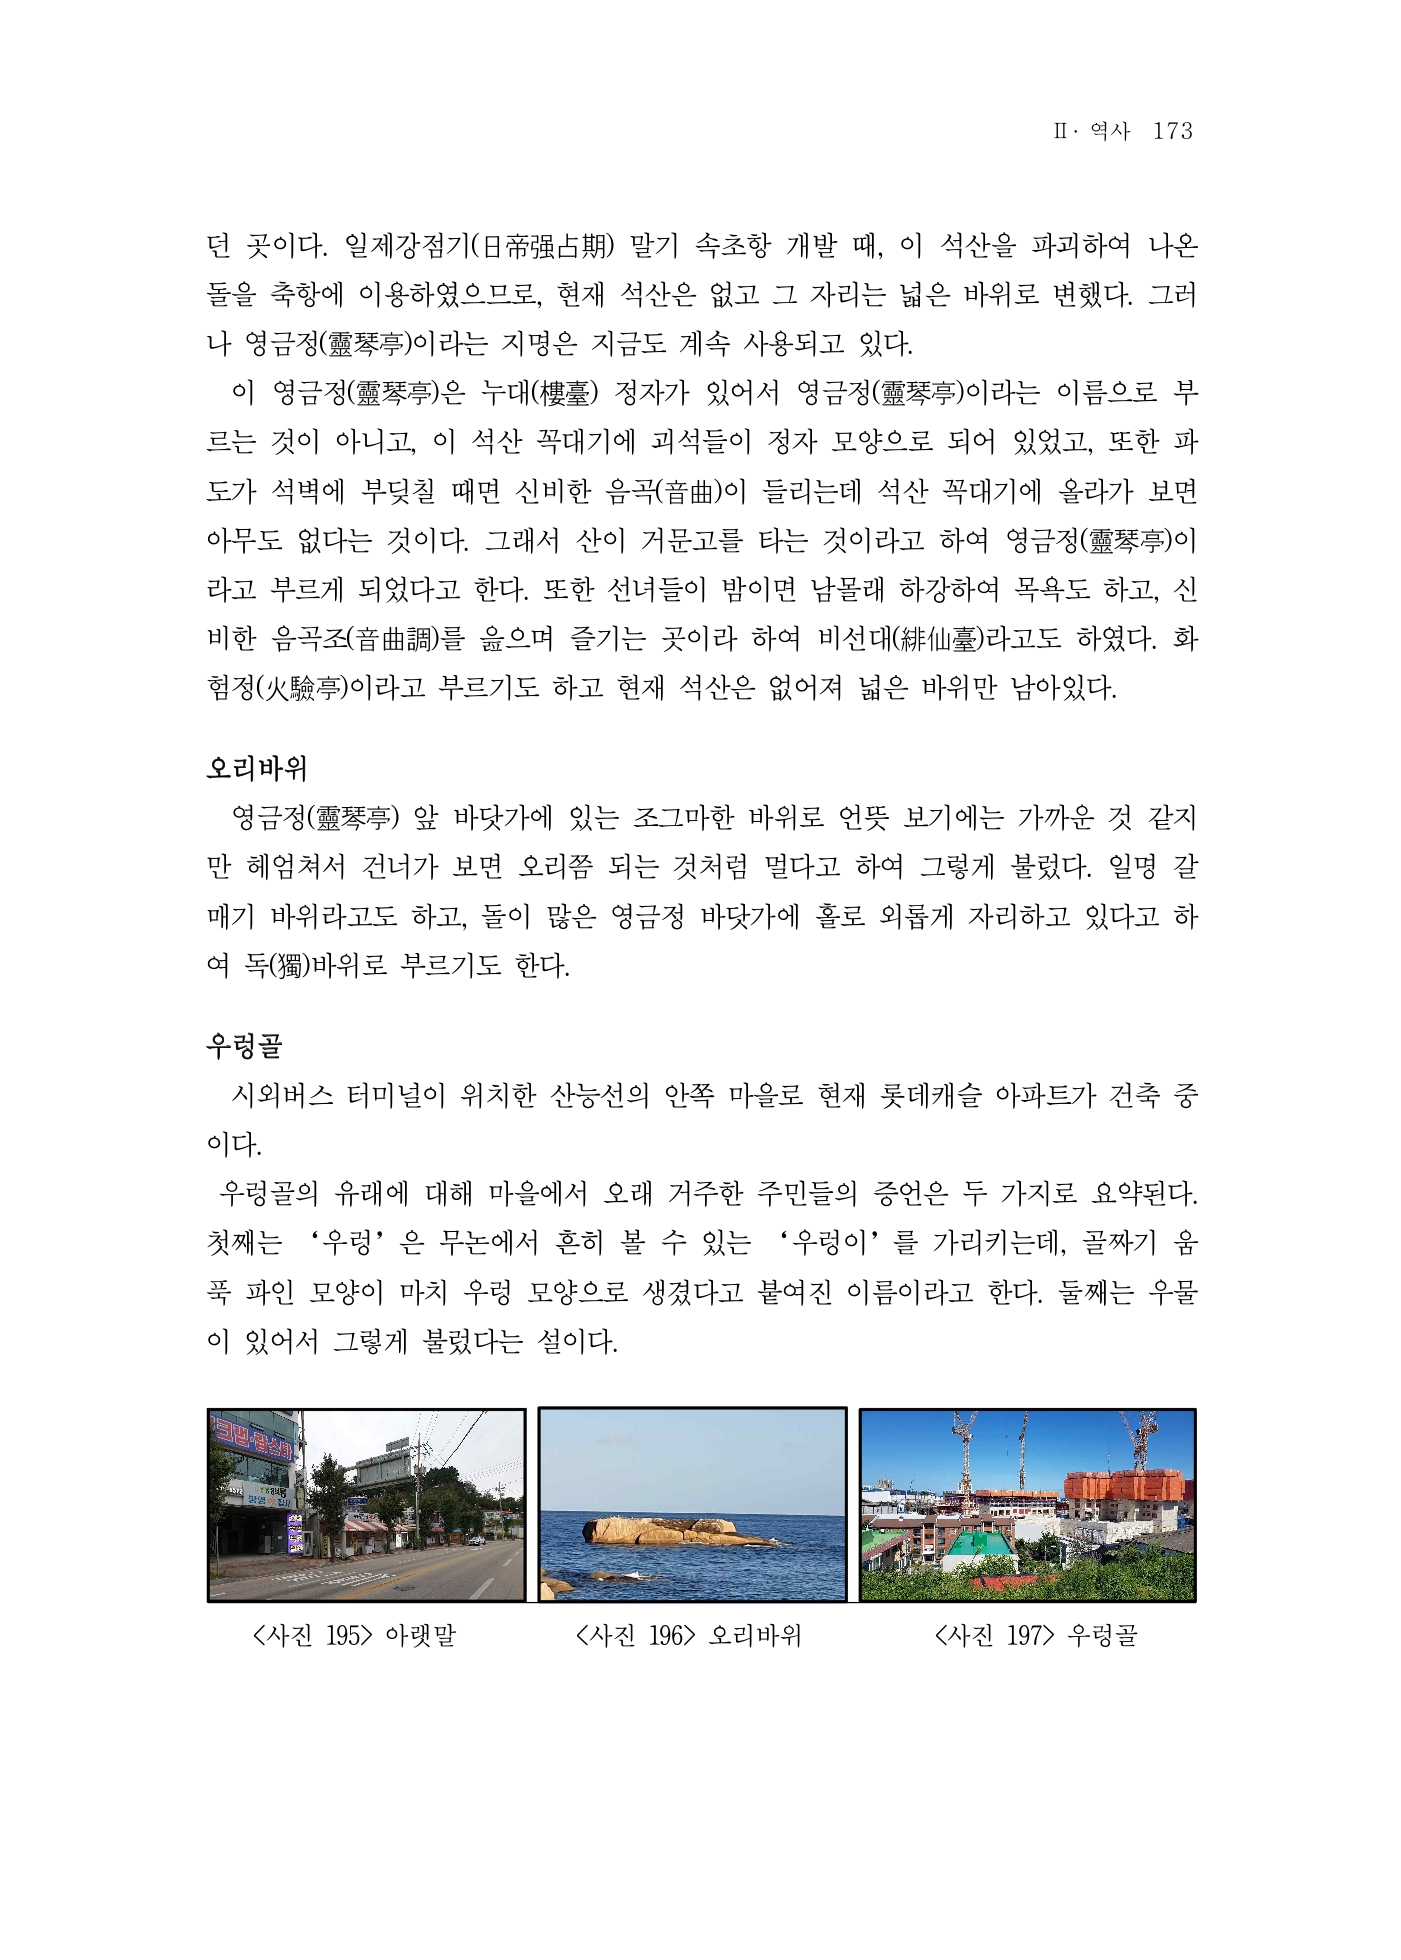 Ⅱ· 역사 173
던 곳이다. 일제강점기(日帝强占期) 말기 속초항 개발 때, 이 석산을 파괴하여 나온
돌을 축항에 이용하였으므로, 현재 석산은 없고 그 자리는 넓은 바위로 변했다. 그러
나 영금정(靈琴亭)이라는 지명은 지금도 계속 사용되고 있다.
이 영금정(靈琴亭)은 누대(樓臺) 정자가 있어서 영금정(靈琴亭)이라는 이름으로 부
르는 것이 아니고, 이 석산 꼭대기에 괴석들이 정자 모양으로 되어 있었고, 또한 파
도가 석벽에 부딪칠 때면 신비한 음곡(音曲)이 들리는데 석산 꼭대기에 올라가 보면
아무도 없다는 것이다. 그래서 산이 거문고를 타는 것이라고 하여 영금정(靈琴亭)이
라고 부르게 되었다고 한다. 또한 선녀들이 밤이면 남몰래 하강하여 목욕도 하고, 신
비한 음곡조(音曲調)를 읊으며 즐기는 곳이라 하여 비선대(緋仙臺)라고도 하였다. 화
험정(火驗亭)이라고 부르기도 하고 현재 석산은 없어져 넓은 바위만 남아있다.
오리바위
영금정(靈琴亭) 앞 바닷가에 있는 조그마한 바위로 언뜻 보기에는 가까운 것 같지
만 헤엄쳐서 건너가 보면 오리쯤 되는 것처럼 멀다고 하여 그렇게 불렀다. 일명 갈
매기 바위라고도 하고, 돌이 많은 영금정 바닷가에 홀로 외롭게 자리하고 있다고 하
여 독(獨)바위로 부르기도 한다.
우렁골
시외버스 터미널이 위치한 산능선의 안쪽 마을로 현재 롯데캐슬 아파트가 건축 중
이다.
우렁골의 유래에 대해 마을에서 오래 거주한 주민들의 증언은 두 가지로 요약된다.
첫째는 ‘우렁’은 무논에서 흔히 볼 수 있는 ‘우렁이’를 가리키는데, 골짜기 움
푹 파인 모양이 마치 우렁 모양으로 생겼다고 붙여진 이름이라고 한다. 둘째는 우물
이 있어서 그렇게 불렀다는 설이다.
크랩·랍스타
<사진 195> 아랫말
<사진 196> 오리바위
<사진 197> 우렁골